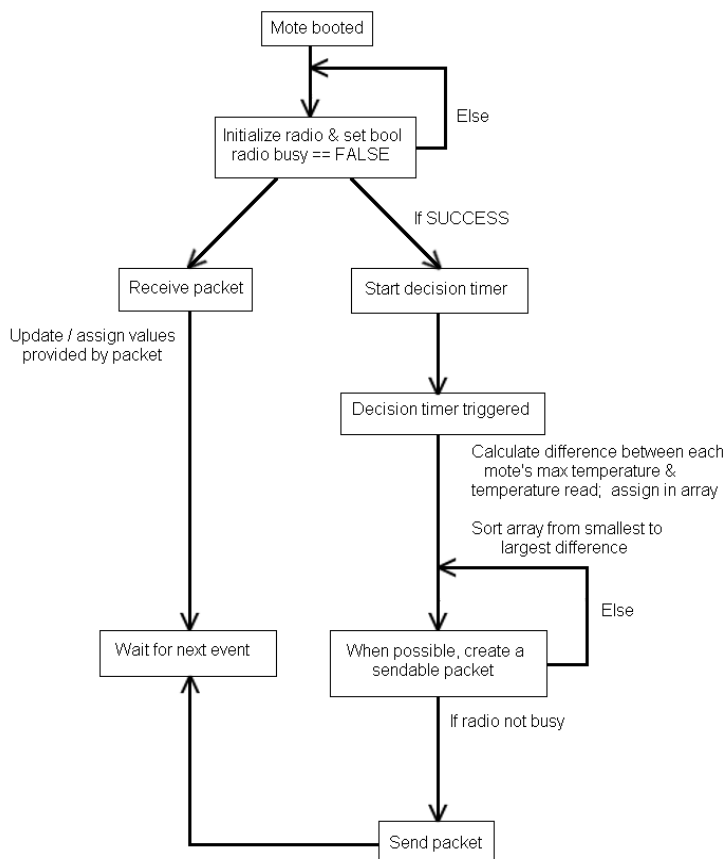 Mote booted
Else
Initialize radio & set bool
radio busy == FALSE
If SUCCESS
Receive packet
Start decision timer
Update / assign values
provided by packet
Decision timer triggered
Calculate difference between each
mote's max temperature &
temperature read; assign in array
Sort array from smallest to
largest difference
Else
Wait for next event
When possible, create a
sendable packet
If radio not busy
Send packet